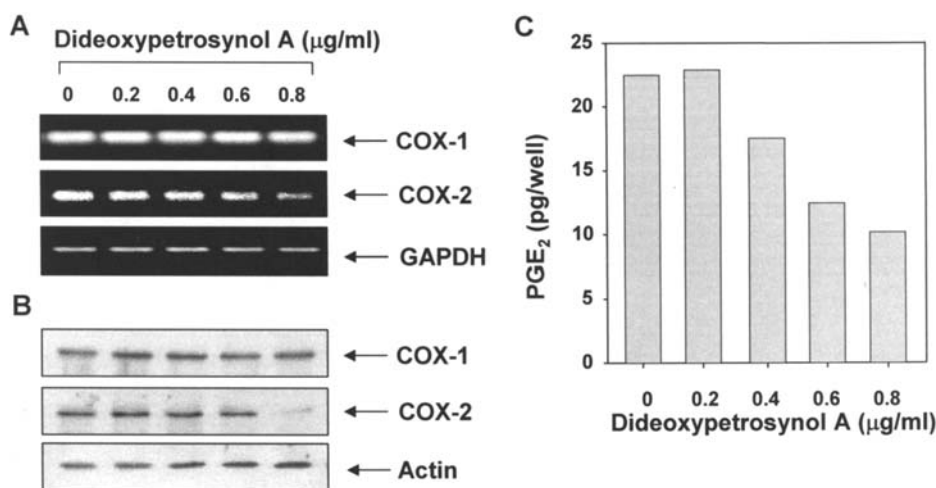 A
Dideoxypetrosynol A (μg/ml)
0 0.2 0.4 0.6 0.8
COX-1
COX-2
GAPDH
B
COX-1
COX-2
Actin
C
25
20
15
10
5
0
PGE₂ (pg/well)
0 0.2 0.4 0.6 0.8
Dideoxypetrosynol A (μg/ml)